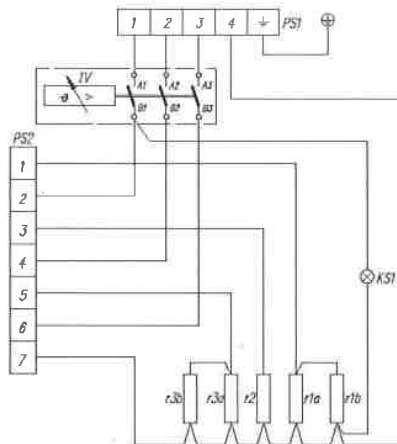 1 2 3 4 PS1
IV
A1 A2 A3
B1 B2 B3
PS2
1
2
3
4
5
6
7
KS1
r3b r3a r2 r1a r1b